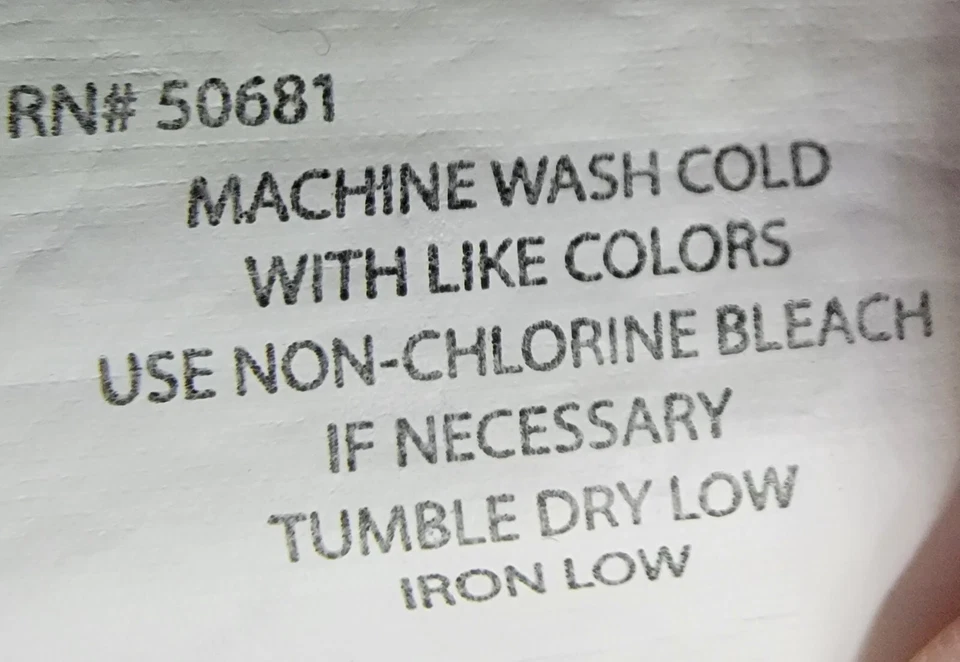 RN# 50681
MACHINE WASH COLD
WITH LIKE COLORS
USE NON-CHLORINE BLEACH
IF NECESSARY
TUMBLE DRY LOW
IRON LOW